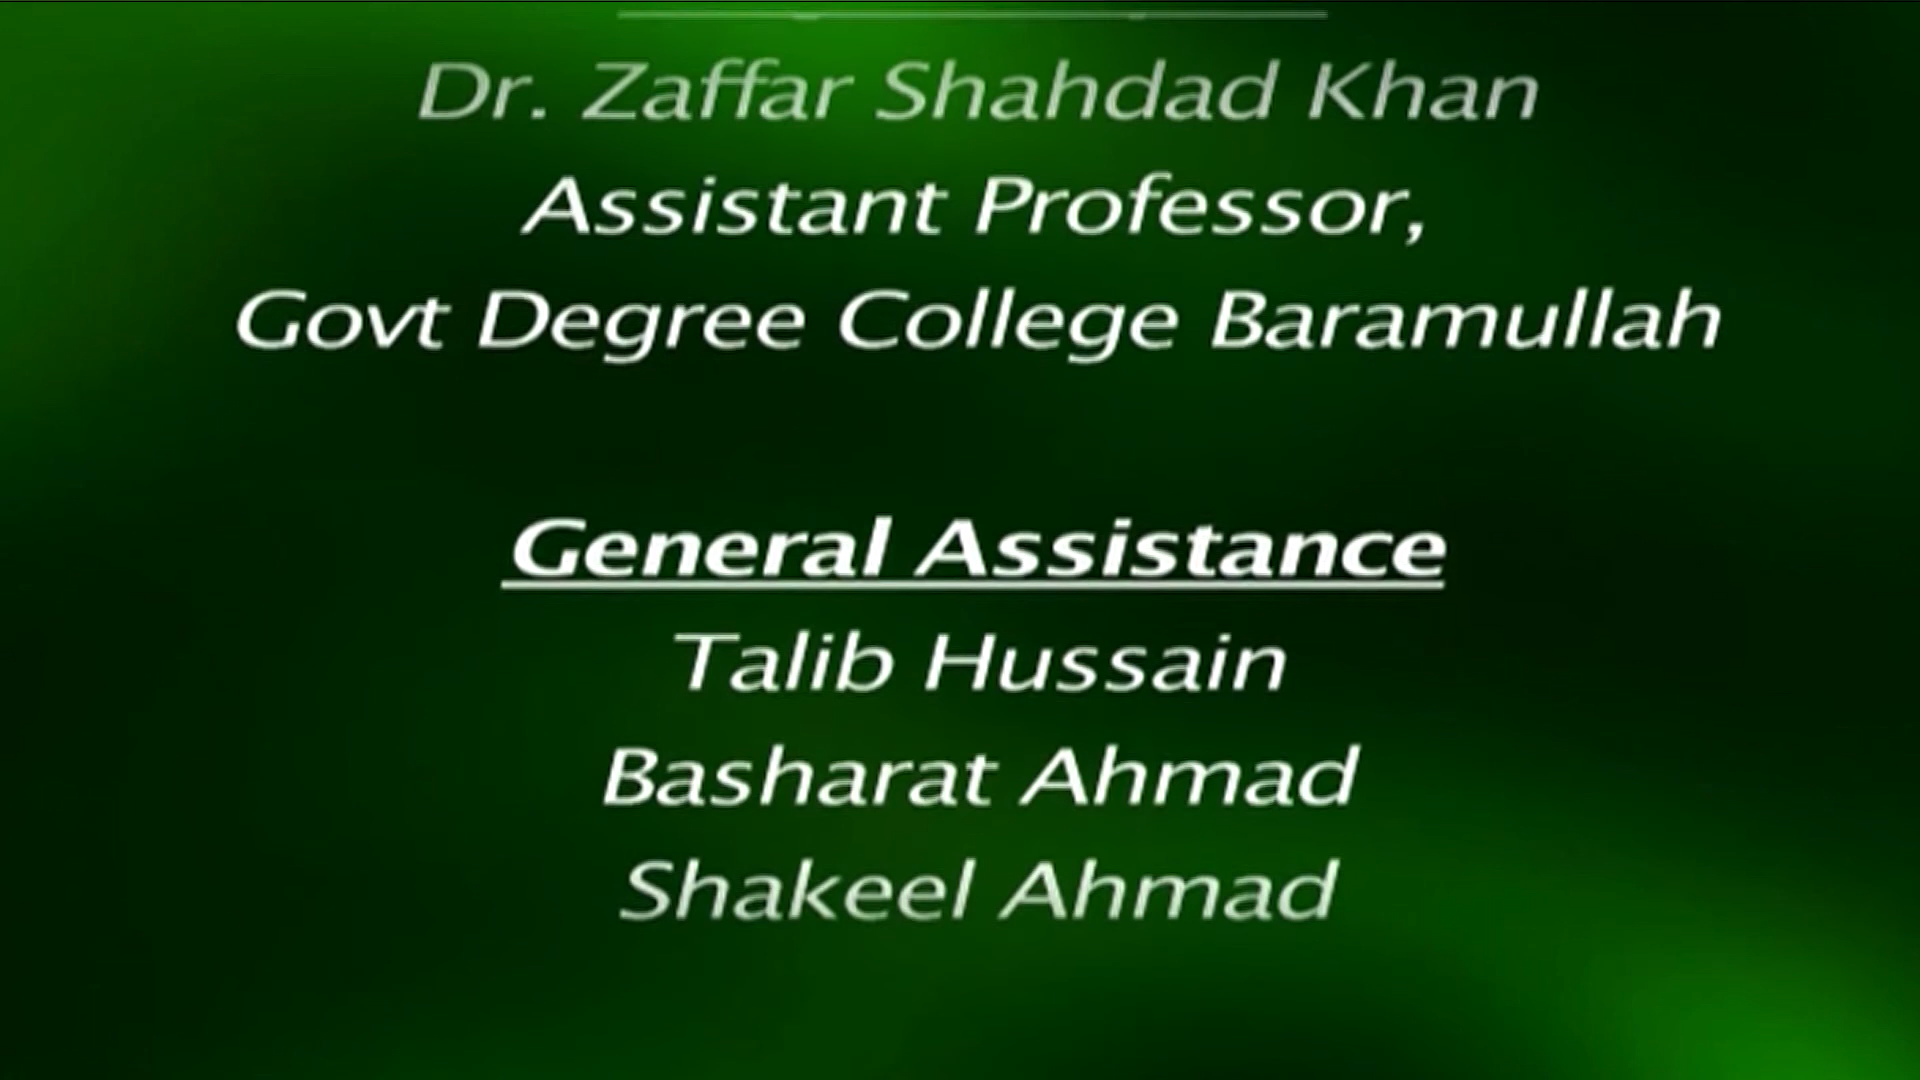 Dr. Zaffar Shahdad Khan
Assistant Professor,
Govt Degree College Baramullah
General Assistance
Talib Hussain
Basharat Ahmad
Shakeel Ahmad